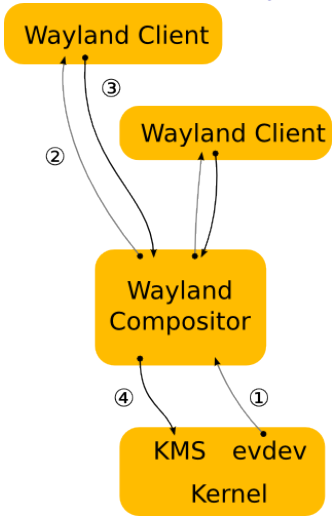 Wayland Client
③
Wayland Client
②
Wayland
Compositor
④
①
KMS evdev
Kernel